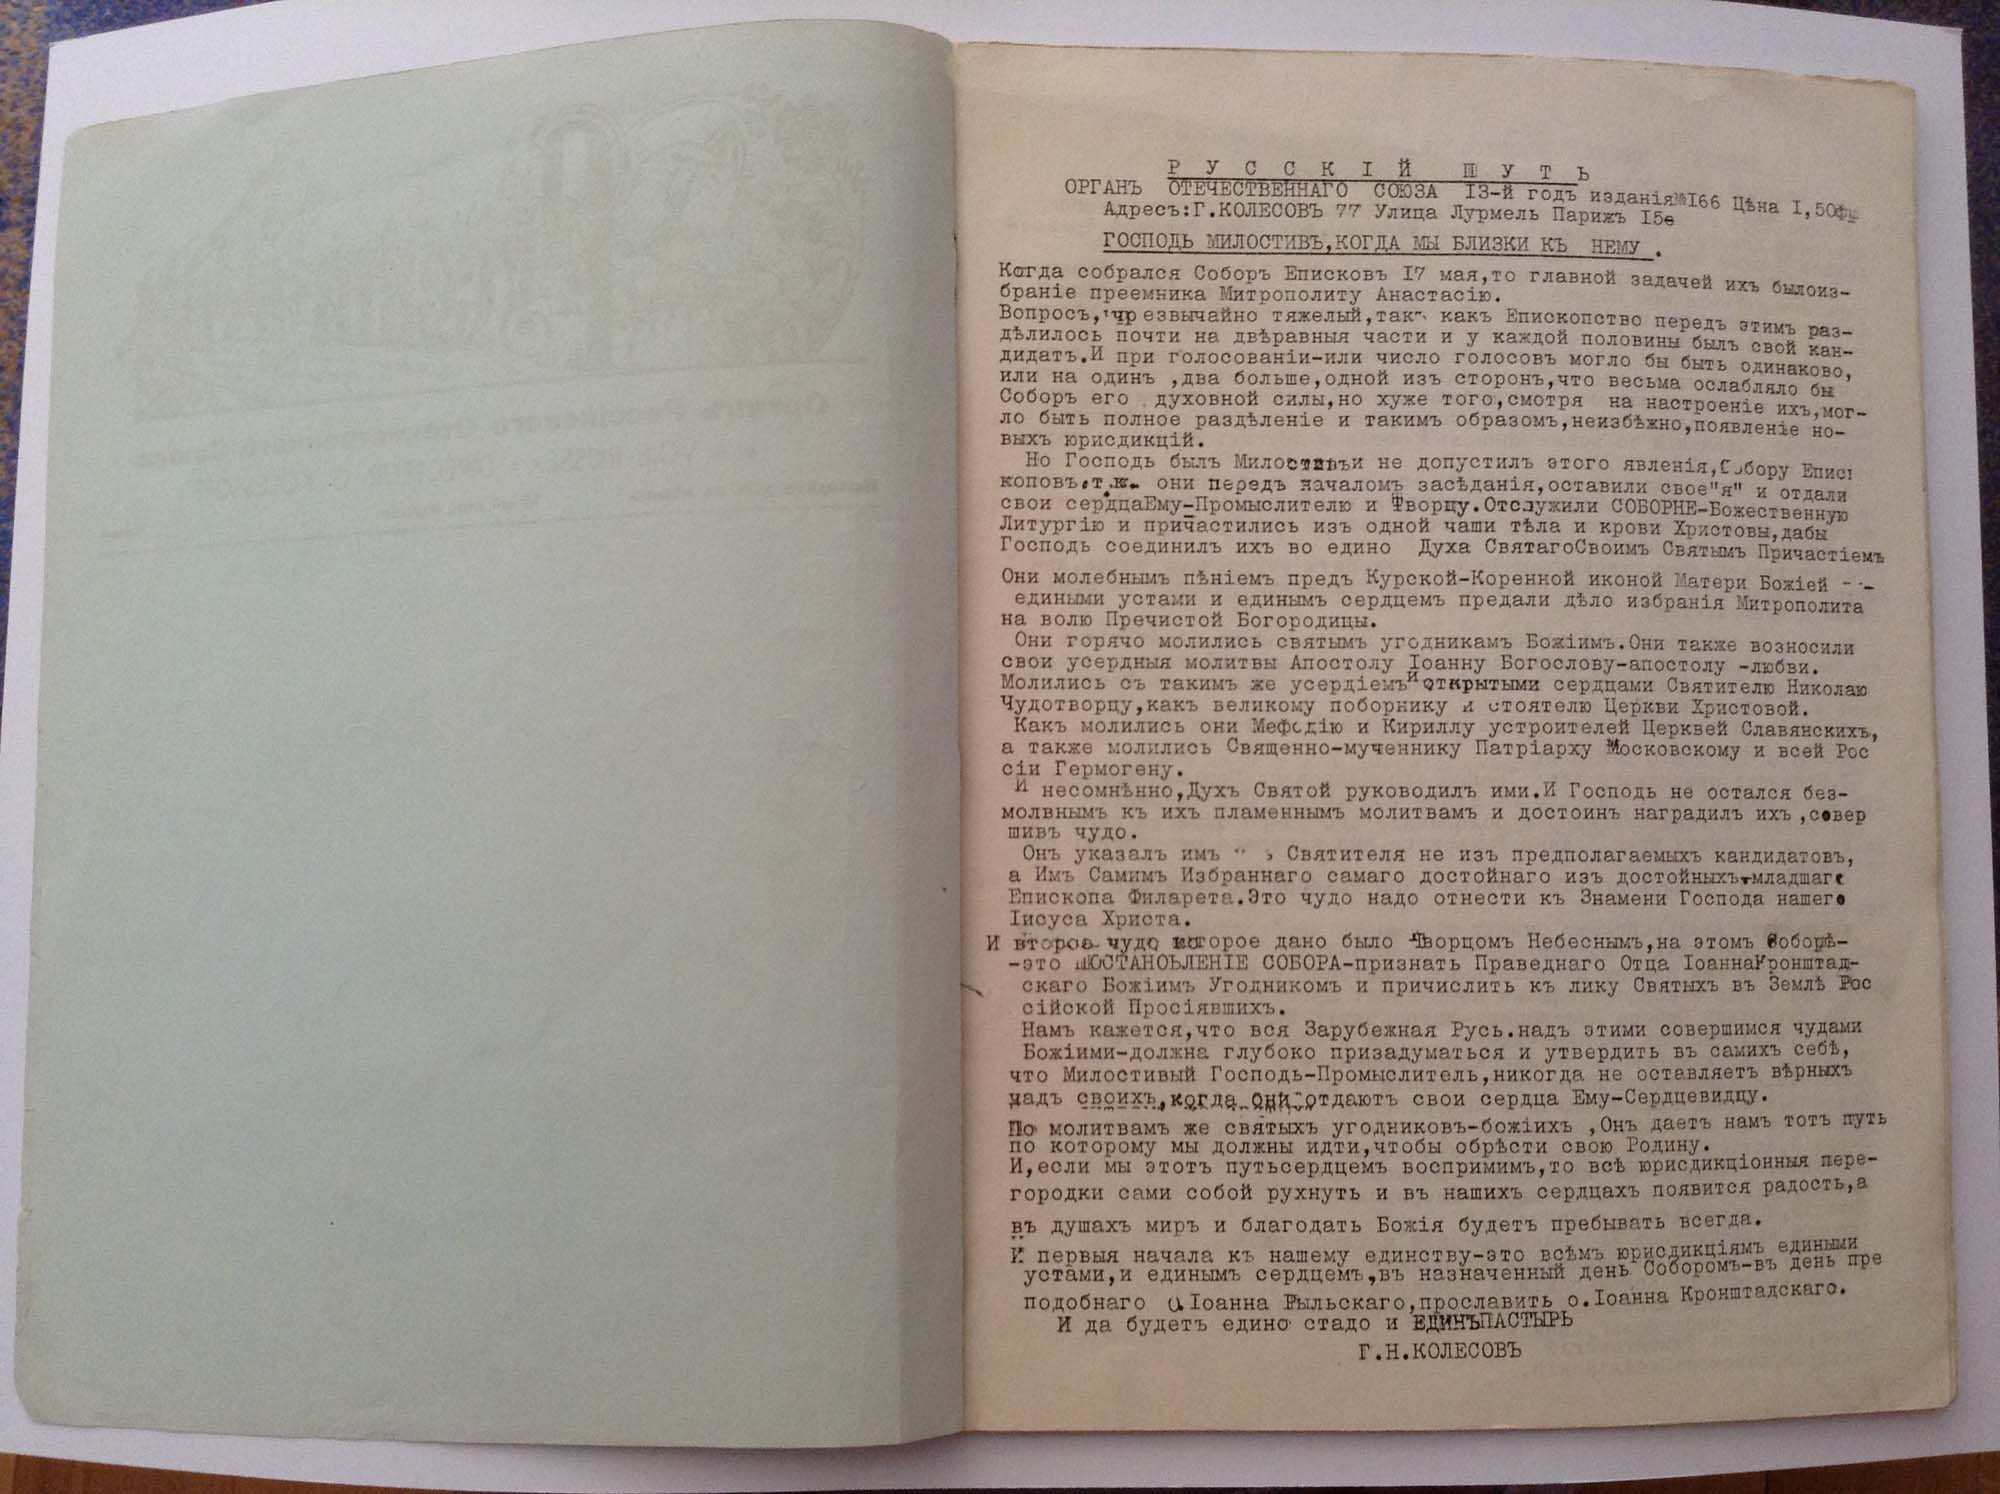 РУССКІЙ ПУТЬ
ОРГАНЪ ОТЕЧЕСТВЕННАГО СОЮЗА 13-й годъ изданія №166 Цѣна 1,50фр
Адресъ:Г.КОЛЕСОВЪ 77 Улица Лурмель Парижъ 15е
ГОСПОДЬ МИЛОСТИВЪ,КОГДА МЫ БЛИЗКИ КЪ НЕМУ.
Когда собрался Соборъ Епископвъ 17 мая,то главной задачей ихъ былоиз-
браніе преемника Митрополиту Анастасію.
Вопросъ,чрезвычайно тяжелый,такъ какъ Епископство передъ этимъ раз-
дѣлилось почти на двѣравныя части и у каждой половины былъ свой кан-
дидатъ.И при голосованіи-или число голосовъ могло бы быть одинаково,
или на одинъ ,два больше,одной изъ сторонъ,что весьма ослабляло бы
Соборъ его духовной силы,но хуже того,смотря на настроеніе ихъ,мог-
ло быть полное раздѣленіе и такимъ образомъ,неизбѣжно,появленіе но-
выхъ юрисдикцій.
Но Господь былъ Милостивъи не допустилъ этого явленія,Собору Епис
коповъ,т.к. они передъ началомъ засѣданія,оставили свое"я" и отдали
свои сердцаЕму-Промыслителю и Творцу.Отслужили СОБОРНЕ-Божественную
Литургію и причастились изъ одной чаши тѣла и крови Христовы,дабы
Господь соединилъ ихъ во едино Духа СвятагоСвоимъ Святымъ Причастіемъ
Они молебнымъ пѣніемъ предъ Курской-Коренной иконой Матери Божіей --
едиными устами и единымъ сердцемъ предали дѣло избранія Митрополита
на волю Пречистой Богородицы.
Они горячо молились святымъ угодникамъ Божіимъ.Они также возносили
свои усердныя молитвы Апостолу Іоанну Богослову-апостолу -любви.
Молились съ такимъ же усердіемъ и открытыми сердцами Святителю Николаю
Чудотворцу,какъ великому поборнику и стоятелю Церкви Христовой.
Какъ молились они Мефодію и Кириллу устроителей Церквей Славянскихъ,
а также молились Священно-мученнику Патріарху Московскому и всей Рос
сіи Гермогену.
И несомнѣнно,Духъ Святой руководилъ ими.И Господь не остался без-
молвнымъ къ ихъ пламеннымъ молитвамъ и достоинъ наградилъ ихъ,совер
шивъ чудо.
Онъ указалъ имъ Святителя не изъ предполагаемыхъ кандидатовъ,
а Имъ Самимъ Избраннаго самаго достойнаго изъ достойныхъ-младшаго
Епископа Филарета.Это чудо надо отнести къ Знамени Господа нашего
Іисуса Христа.
И второе чудо которое дано было Творцомъ Небеснымъ,на этомъ Соборѣ-
-это ПОСТАНОВЛЕНІЕ СОБОРА-признать Праведнаго Отца ІоаннаКронштад-
скаго Божіимъ Угодникомъ и причислить къ лику Святыхъ въ Землѣ Рос
сійской Просіявшихъ.
Намъ кажется,что вся Зарубежная Русь.надъ этими совершимся чудами
Божіими-должна глубоко призадуматься и утвердить въ самихъ себѣ,
что Милостивый Господь-Промыслитель,никогда не оставляетъ вѣрныхъ
чадъ своихъ,когда они отдаютъ свои сердца Ему-Сердцевидцу.
По молитвамъ же святыхъ угодниковъ-божіихъ ,Онъ даетъ намъ тотъ путь
по которому мы должны идти,чтобы обрѣсти свою Родину.
И,если мы этотъ путьсердцемъ воспримимъ,то всѣ юрисдикціонныя пере-
городки сами собой рухнутъ и въ нашихъ сердцахъ появится радость,а
въ душахъ миръ и благодать Божія будетъ пребывать всегда.
И первыя начала къ нашему единству-это всѣмъ юрисдикціямъ едиными
устами,и единымъ сердцемъ,въ назначенный день Соборомъ-въ день пре
подобнаго о.Іоанна Рыльскаго,прославить о.Іоанна Кронштадскаго.
И да будетъ едино стадо и ЕДИНЪПАСТЫРЬ
Г.Н.КОЛЕСОВЪ